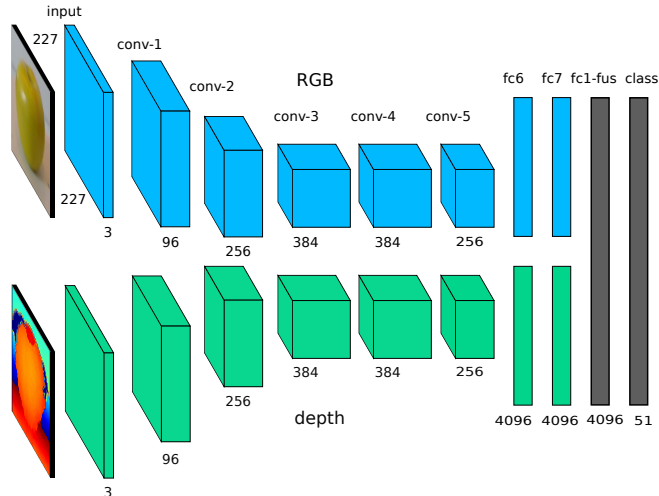 input
227
conv-1
conv-2
RGB
fc6 fc7 fc1-fus class
conv-3 conv-4 conv-5
227
3
96
256
384
384
256
384
384
256
256
depth
4096 4096 4096 51
96
3